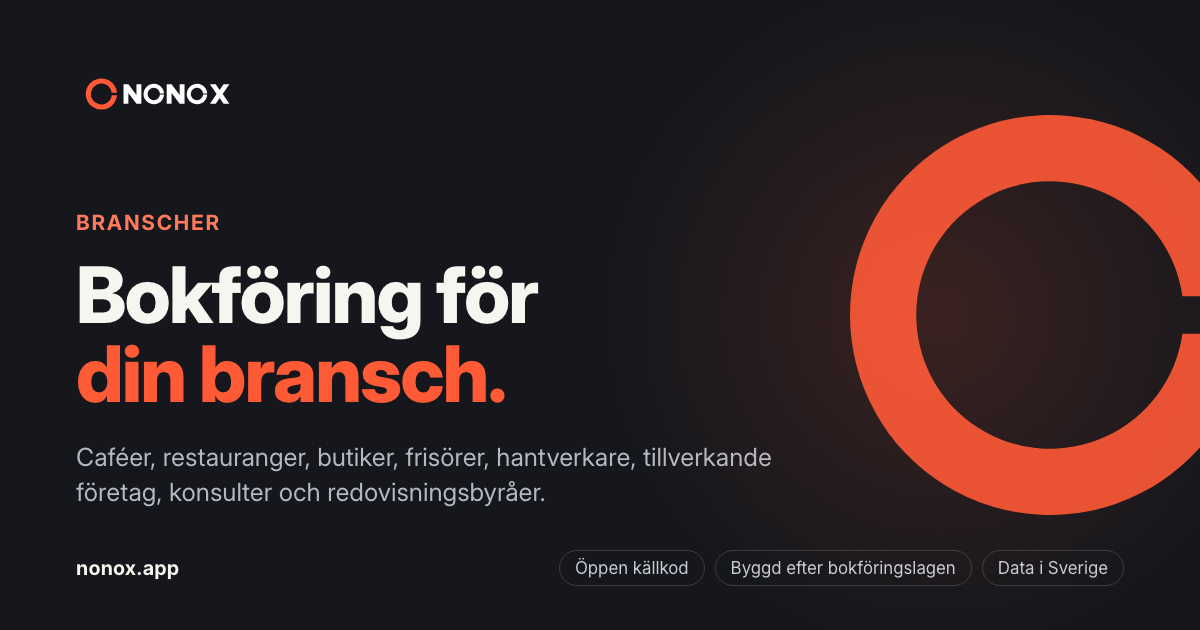 NONOX
BRANSCHER
Bokföring för
din bransch.
Caféer, restauranger, butiker, frisörer, hantverkare, tillverkande
företag, konsulter och redovisningsbyråer.
nonox.app
Öppen källkod
Byggd efter bokföringslagen
Data i Sverige